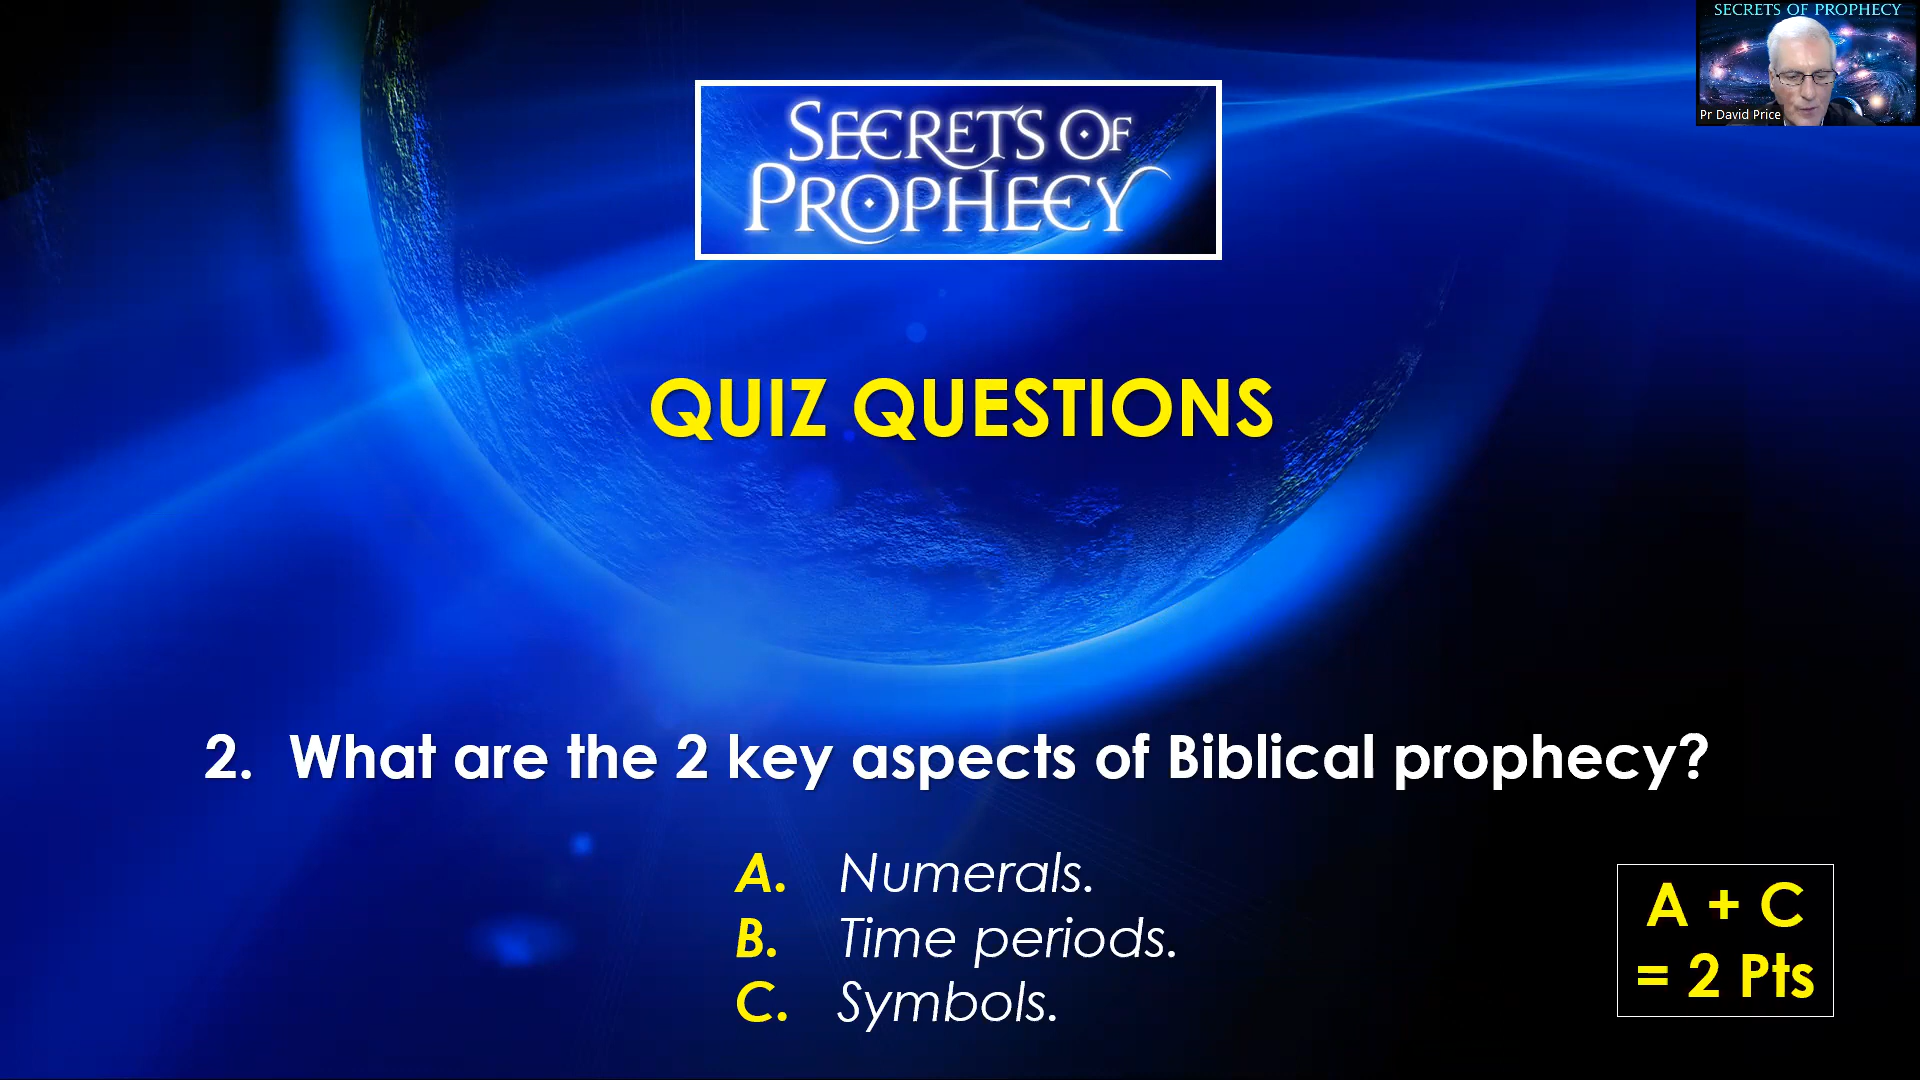 SECRETS OF PROPHECY
Pr David Price
SECRETS OF
PROPHECY
QUIZ QUESTIONS
2. What are the 2 key aspects of Biblical prophecy?
A. Numerals.
B. Time periods.
C. Symbols.
A + C
= 2 Pts